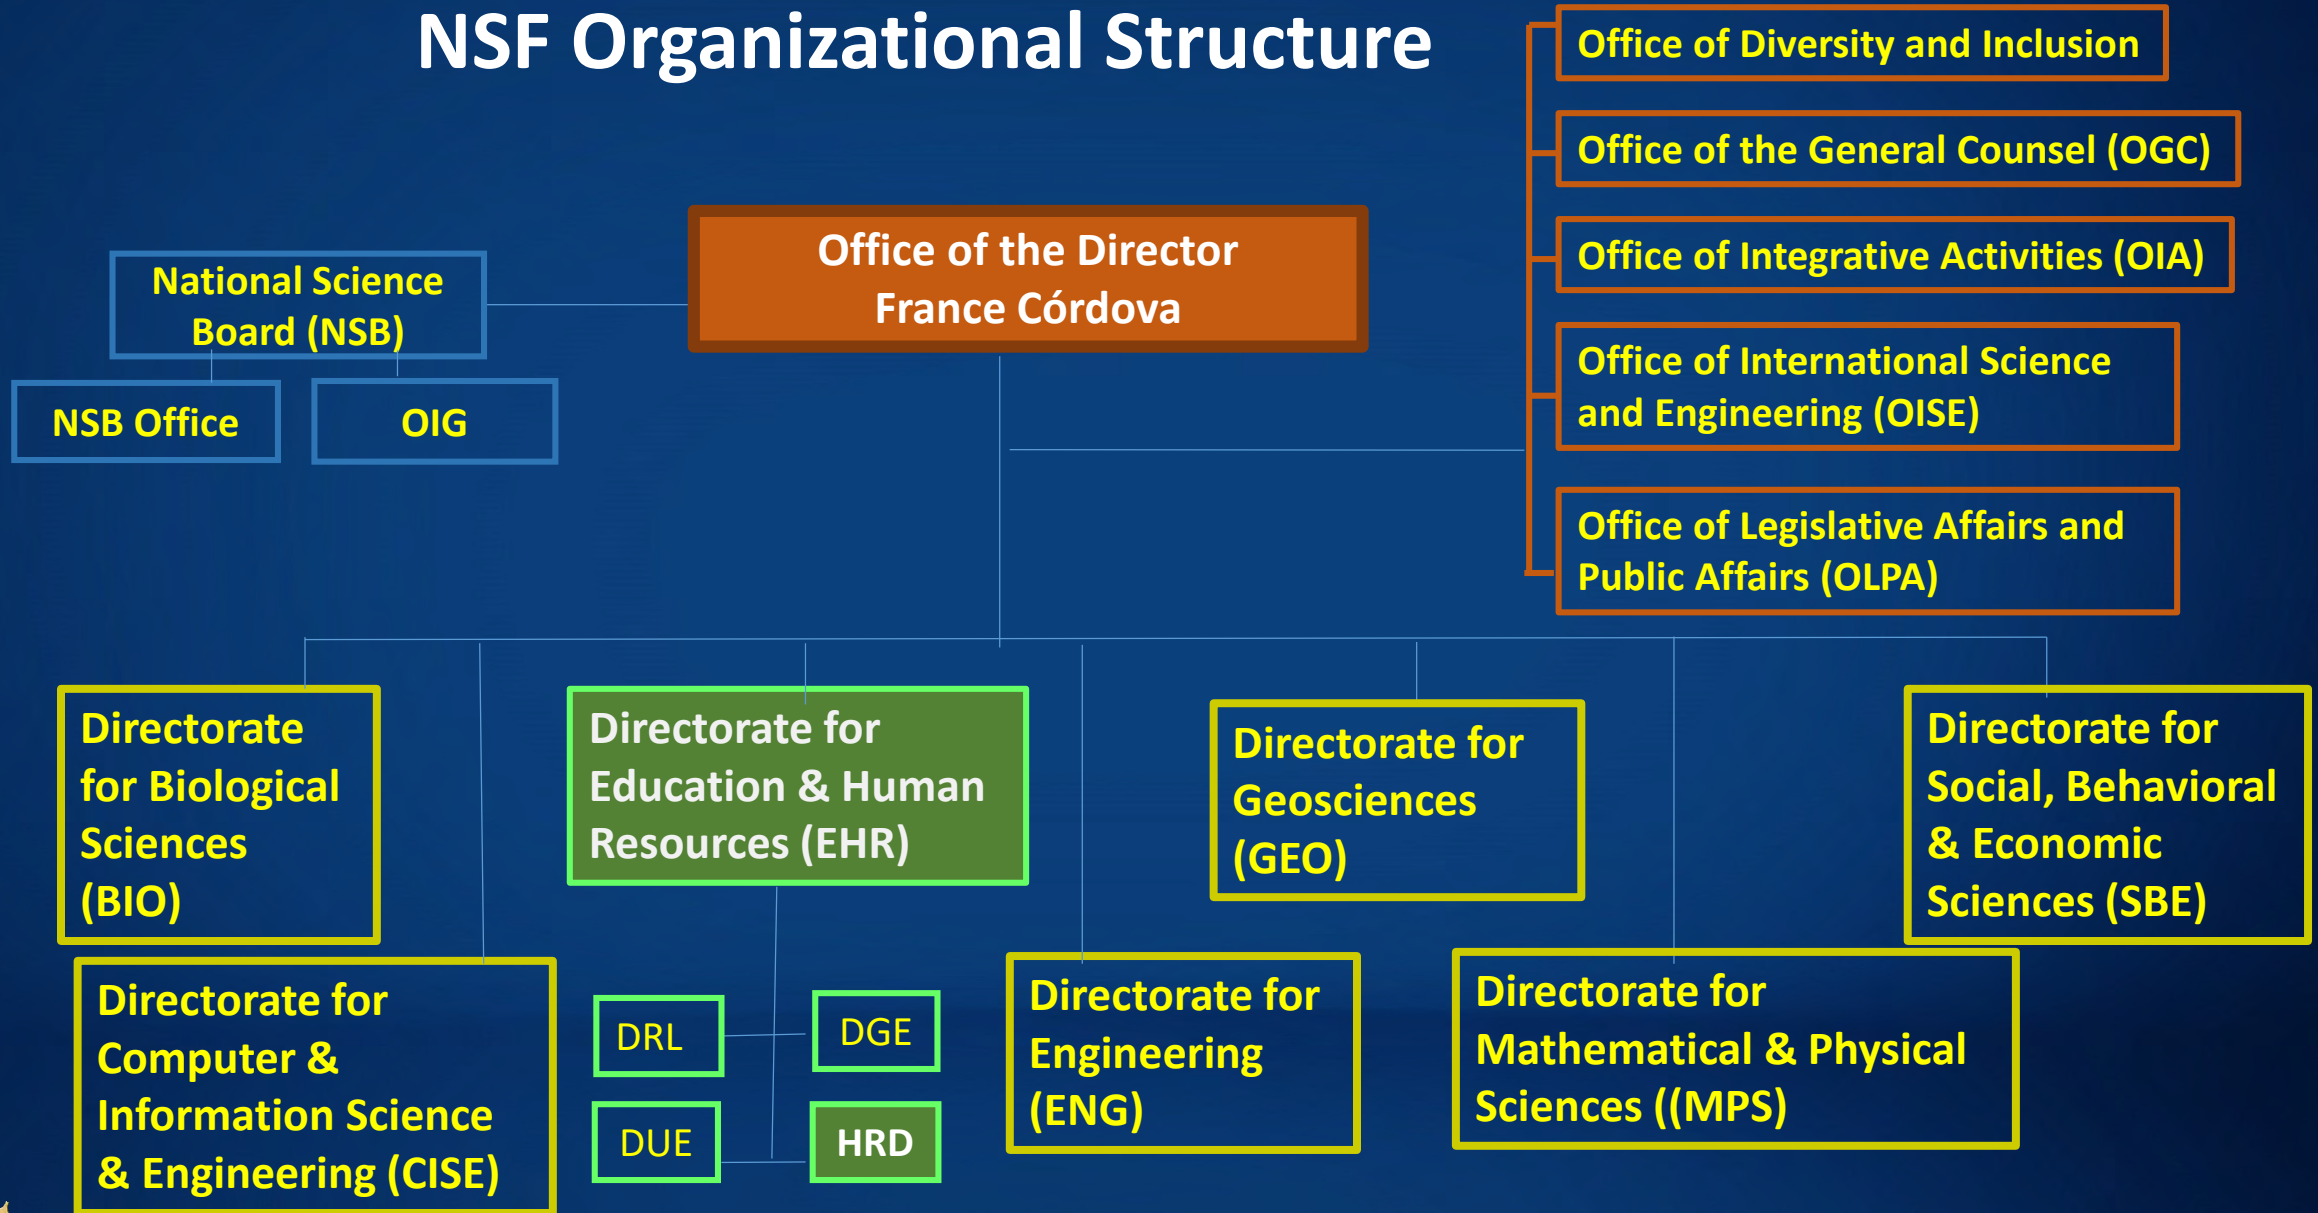 NSF Organizational Structure
Office of Diversity and Inclusion
Office of the General Counsel (OGC)
Office of Integrative Activities (OIA)
Office of International Science
and Engineering (OISE)
Office of Legislative Affairs and
Public Affairs (OLPA)
Office of the Director
France Córdova
National Science
Board (NSB)
NSB Office
OIG
Directorate
for Biological
Sciences
(BIO)
Directorate for
Education & Human
Resources (EHR)
Directorate for
Geosciences
(GEO)
Directorate for
Social, Behavioral
& Economic
Sciences (SBE)
Directorate for
Computer &
Information Science
& Engineering (CISE)
DRL
DGE
DUE
HRD
Directorate for
Engineering
(ENG)
Directorate for
Mathematical & Physical
Sciences ((MPS)